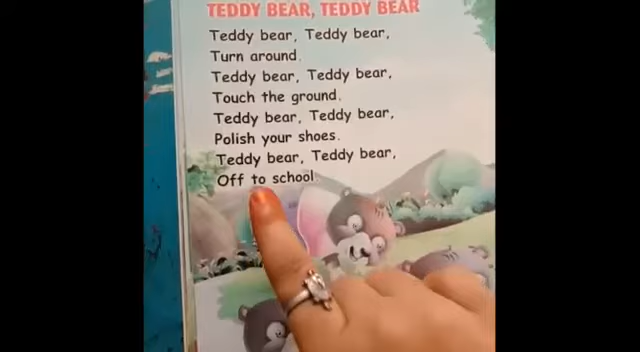 TEDDY BEAR, TEDDY BEAR
Teddy bear, Teddy bear,
Turn around.
Teddy bear, Teddy bear,
Touch the ground.
Teddy bear, Teddy bear,
Polish your shoes.
Teddy bear, Teddy bear,
Off to school.